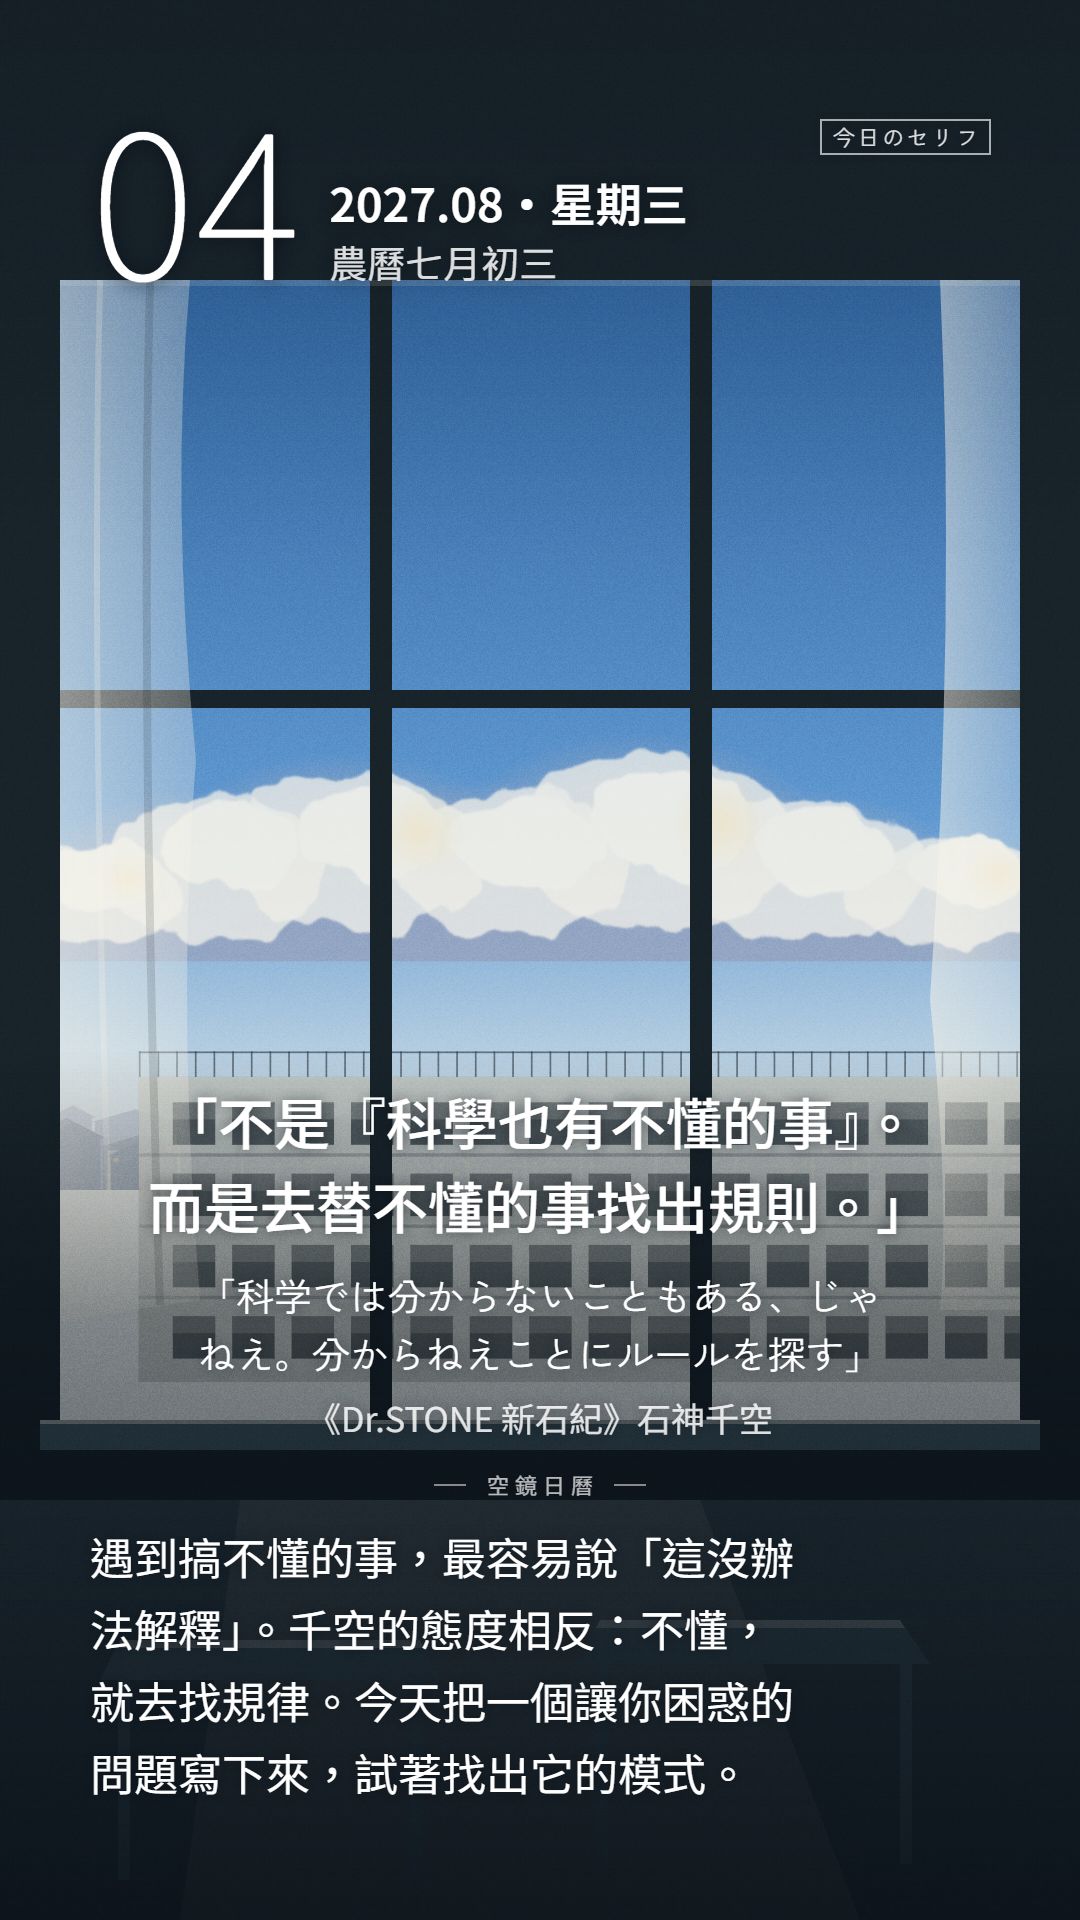 04
2027.08・星期三
農曆七月初三
今日のセリフ
「不是『科學也有不懂的事』。
而是去替不懂的事找出規則。」
「科学では分からないこともある、じゃ
ねえ。分からねえことにルールを探す」
《Dr.STONE 新石紀》石神千空
空鏡日曆
遇到搞不懂的事，最容易說「這沒辦
法解釋」。千空的態度相反：不懂，
就去找規律。今天把一個讓你困惑的
問題寫下來，試著找出它的模式。